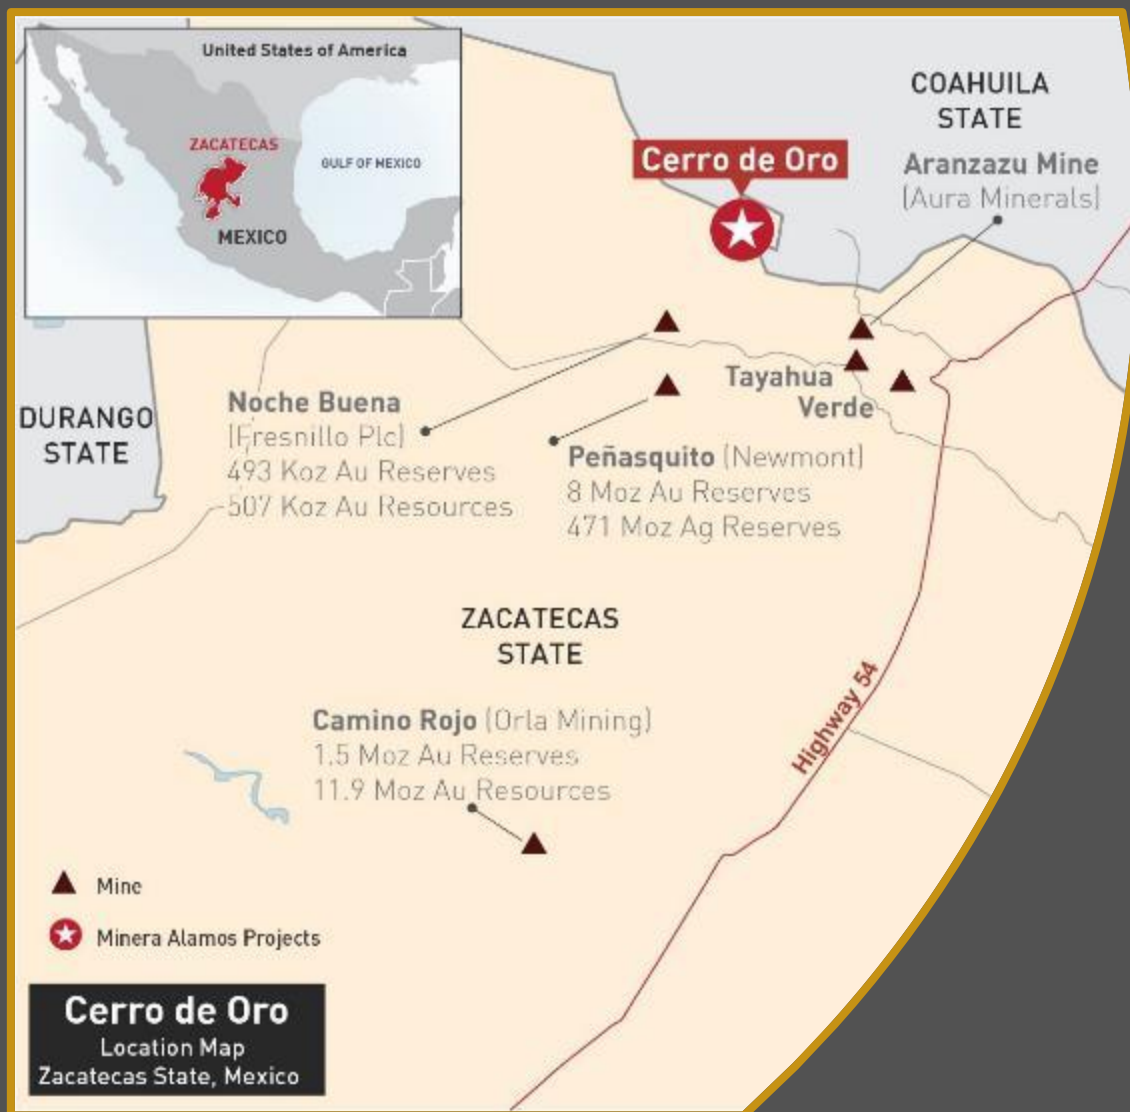 United States of America
ZACATECAS
GULF OF MEXICO
MEXICO
COAHUILA
STATE
Cerro de Oro
Aranzazu Mine
(Aura Minerals)
Tayahua
Verde
DURANGO
STATE
Noche Buena
(Fresnillo Plc)
493 Koz Au Reserves
507 Koz Au Resources
Peñasquito (Newmont)
8 Moz Au Reserves
471 Moz Ag Reserves
ZACATECAS
STATE
Highway 54
Camino Rojo (Orla Mining)
1.5 Moz Au Reserves
11.9 Moz Au Resources
Mine
Minera Alamos Projects
Cerro de Oro
Location Map
Zacatecas State, Mexico